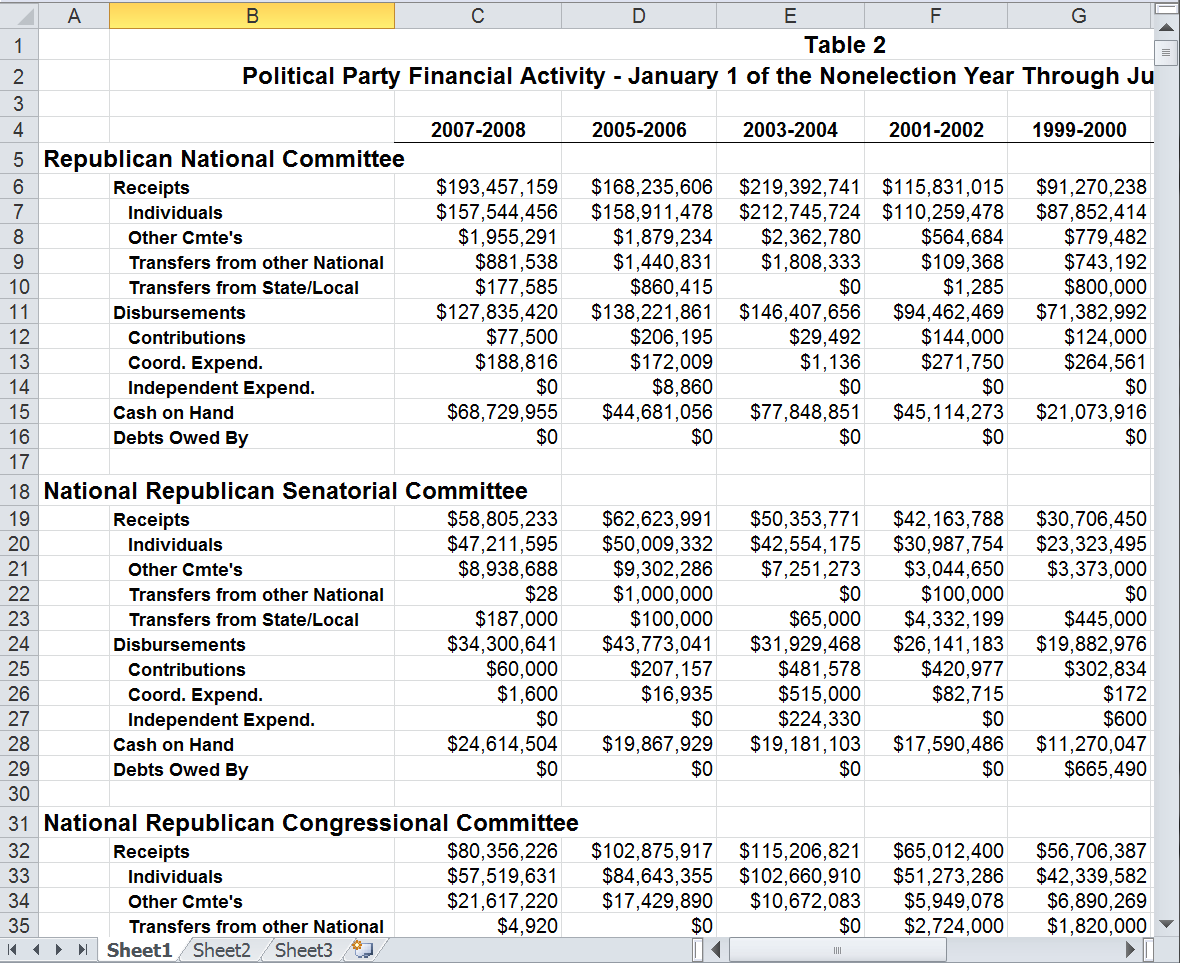 A B C D E F G
1 Table 2
2 Political Party Financial Activity - January 1 of the Nonelection Year Through Ju
3
4 2007-2008 2005-2006 2003-2004 2001-2002 1999-2000
5 Republican National Committee
6 Receipts $193,457,159 $168,235,606 $219,392,741 $115,831,015 $91,270,238
7 Individuals $157,544,456 $158,911,478 $212,745,724 $110,259,478 $87,852,414
8 Other Cmte's $1,955,291 $1,879,234 $2,362,780 $564,684 $779,482
9 Transfers from other National $881,538 $1,440,831 $1,808,333 $109,368 $743,192
10 Transfers from State/Local $177,585 $860,415 $0 $1,285 $800,000
11 Disbursements $127,835,420 $138,221,861 $146,407,656 $94,462,469 $71,382,992
12 Contributions $77,500 $206,195 $29,492 $144,000 $124,000
13 Coord. Expend. $188,816 $172,009 $1,136 $271,750 $264,561
14 Independent Expend. $0 $8,860 $0 $0 $0
15 Cash on Hand $68,729,955 $44,681,056 $77,848,851 $45,114,273 $21,073,916
16 Debts Owed By $0 $0 $0 $0 $0
17
18 National Republican Senatorial Committee
19 Receipts $58,805,233 $62,623,991 $50,353,771 $42,163,788 $30,706,450
20 Individuals $47,211,595 $50,009,332 $42,554,175 $30,987,754 $23,323,495
21 Other Cmte's $8,938,688 $9,302,286 $7,251,273 $3,044,650 $3,373,000
22 Transfers from other National $28 $1,000,000 $0 $100,000 $0
23 Transfers from State/Local $187,000 $100,000 $65,000 $4,332,199 $445,000
24 Disbursements $34,300,641 $43,773,041 $31,929,468 $26,141,183 $19,882,976
25 Contributions $60,000 $207,157 $481,578 $420,977 $302,834
26 Coord. Expend. $1,600 $16,935 $515,000 $82,715 $172
27 Independent Expend. $0 $0 $224,330 $0 $600
28 Cash on Hand $24,614,504 $19,867,929 $19,181,103 $17,590,486 $11,270,047
29 Debts Owed By $0 $0 $0 $0 $665,490
30
31 National Republican Congressional Committee
32 Receipts $80,356,226 $102,875,917 $115,206,821 $65,012,400 $56,706,387
33 Individuals $57,519,631 $84,643,355 $102,660,910 $51,273,286 $42,339,582
34 Other Cmte's $21,617,220 $17,429,890 $10,672,083 $5,949,078 $6,890,269
35 Transfers from other National $4,920 $0 $0 $2,724,000 $1,820,000
Sheet1 Sheet2 Sheet3